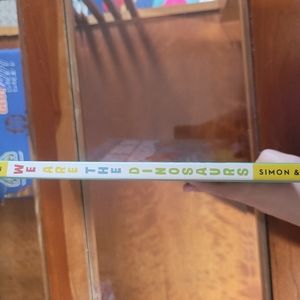 WE ARE THE DINOSAURS SIMON &